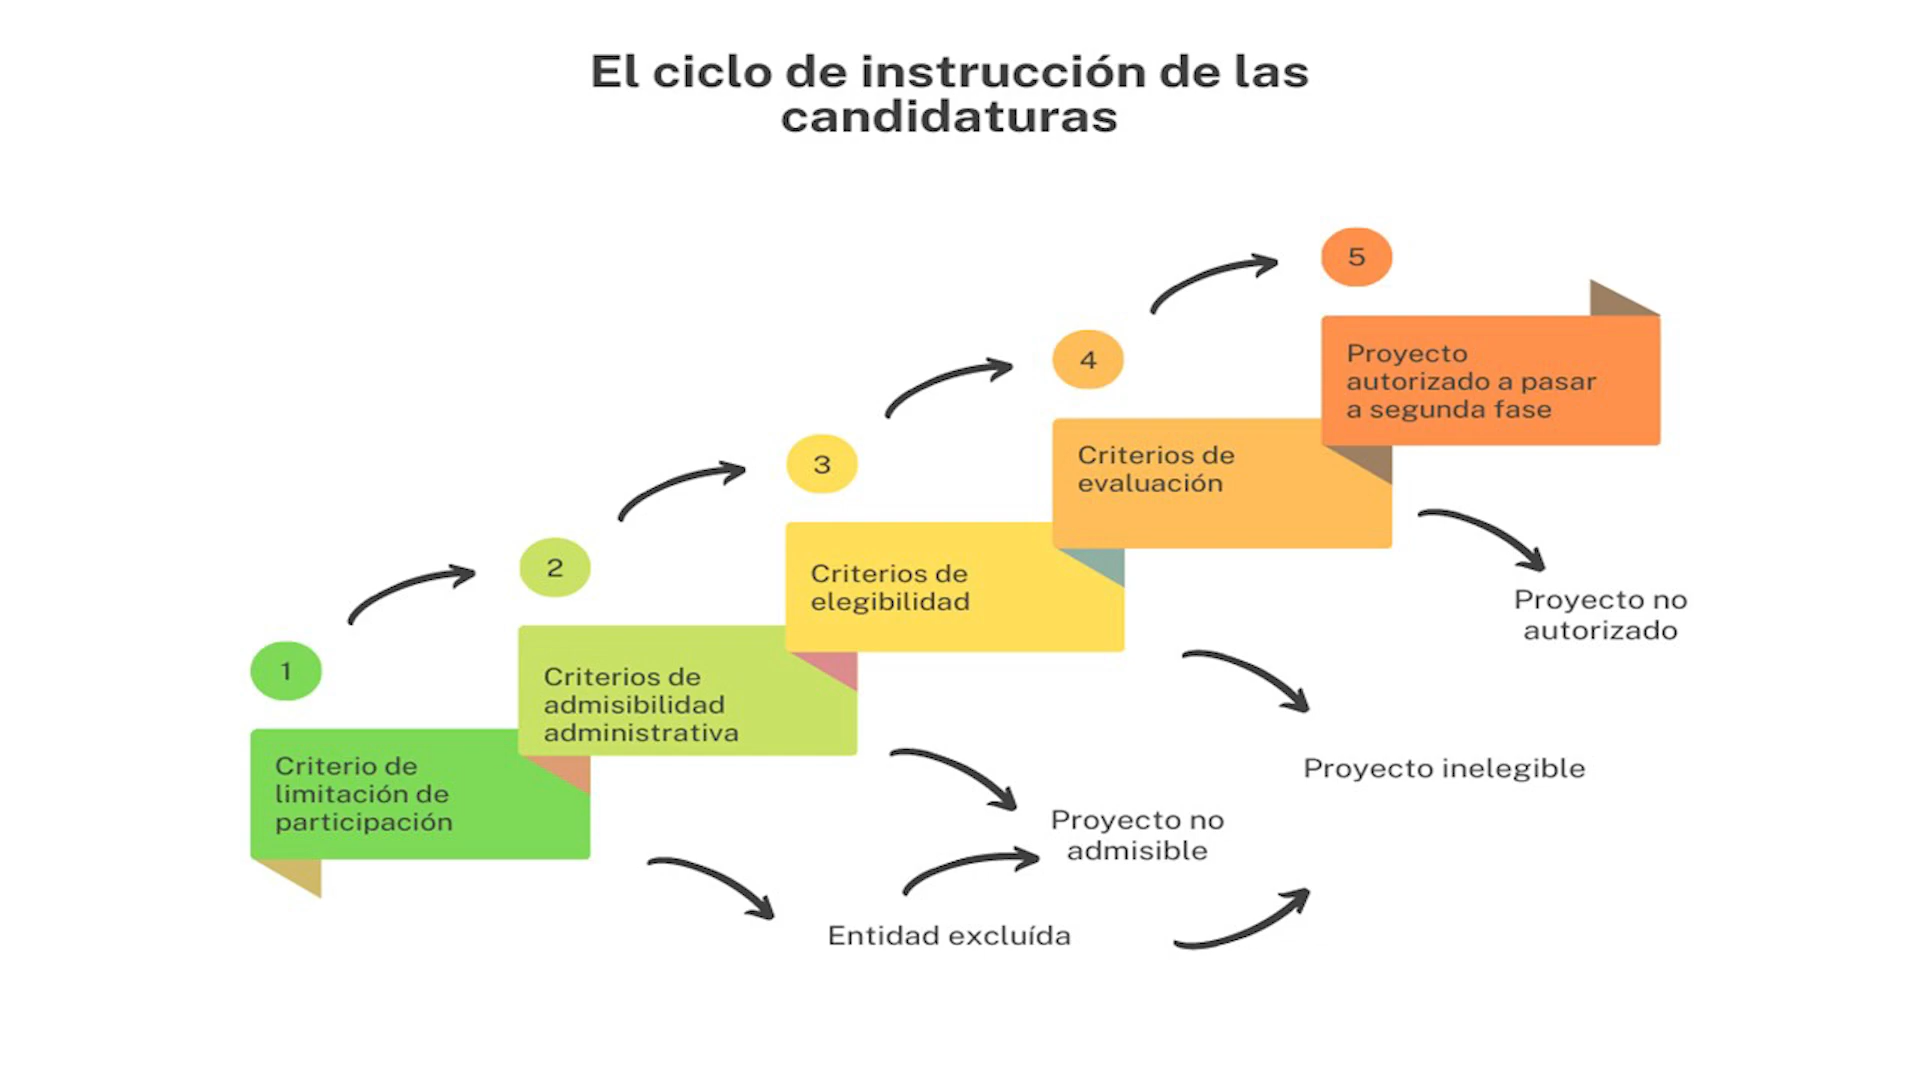 El ciclo de instrucción de las
candidaturas
1
Criterio de
limitación de
participación
2
Criterios de
admisibilidad
administrativa
3
Criterios de
elegibilidad
4
Criterios de
evaluación
5
Proyecto
autorizado a pasar
a segunda fase
Proyecto no
autorizado
Proyecto inelegible
Proyecto no
admisible
Entidad excluída